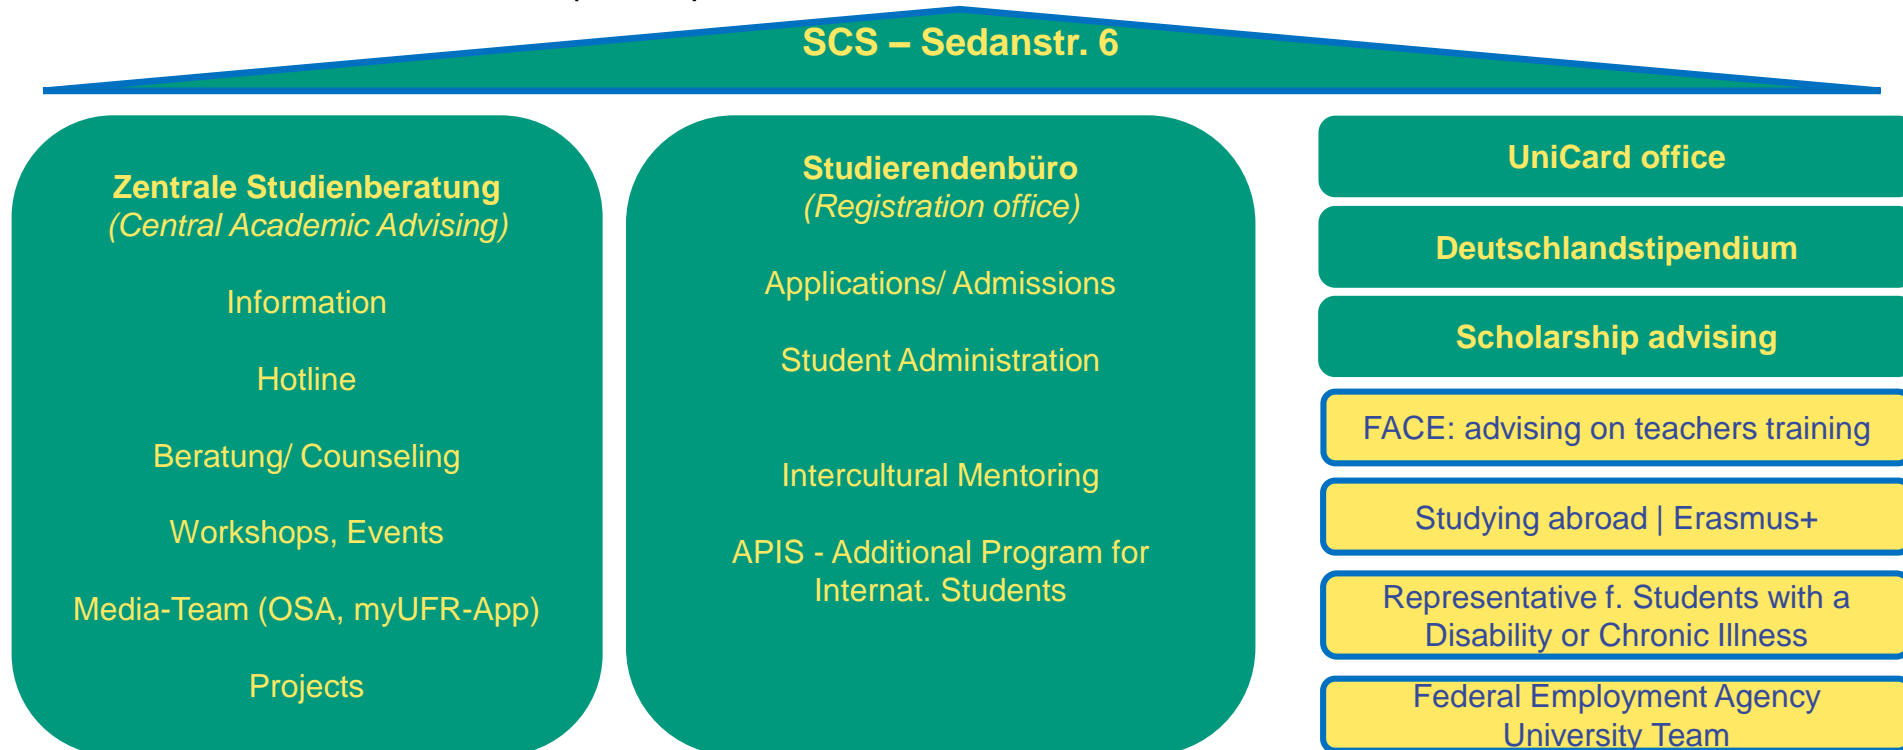 SCS – Sedanstr. 6
Zentrale Studienberatung
(Central Academic Advising)
Information
Hotline
Beratung/ Counseling
Workshops, Events
Media-Team (OSA, myUFR-App)
Projects
Studierendenbüro
(Registration office)
Applications/ Admissions
Student Administration
Intercultural Mentoring
APIS - Additional Program for
Internat. Students
UniCard office
Deutschlandstipendium
Scholarship advising
FACE: advising on teachers training
Studying abroad | Erasmus+
Representative f. Students with a
Disability or Chronic Illness
Federal Employment Agency
University Team